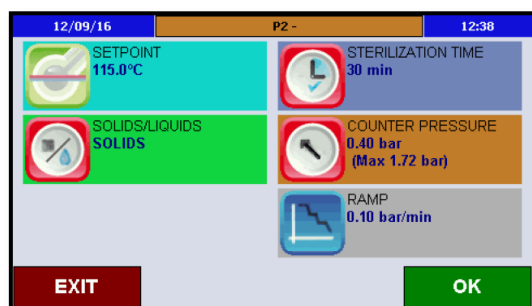 12/09/16
P2 -
12:38
SETPOINT
115.0°C
STERILIZATION TIME
30 min
SOLIDS/LIQUIDS
SOLIDS
COUNTER PRESSURE
0.40 bar
(Max 1.72 bar)
RAMP
0.10 bar/min
EXIT
OK